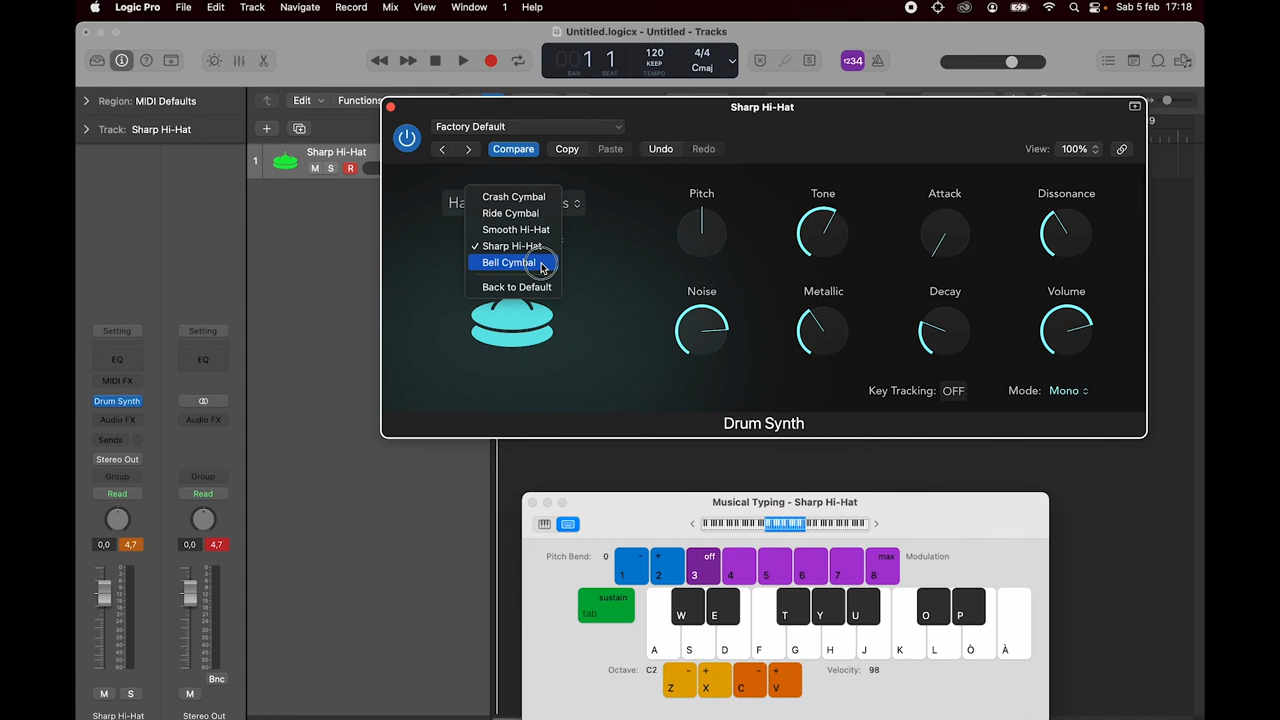 Logic Pro File Edit Track Navigate Record Mix View Window 1 Help Sab 5 feb 17:18
Untitled.logicx - Untitled - Tracks
001 1
BAR BEAT
120
KEEP
TEMPO
4/4
Cmaj
1234
Region: MIDI Defaults
Track: Sharp Hi-Hat
Edit Functions
9
1 Sharp Hi-Hat
M S R
Sharp Hi-Hat
Factory Default
Compare Copy Paste Undo Redo
View: 100%
Ha s
Crash Cymbal
Ride Cymbal
Smooth Hi-Hat
Sharp Hi-Hat
Bell Cymbal
Back to Default
Pitch Tone Attack Dissonance
Noise Metallic Decay Volume
Key Tracking: OFF Mode: Mono
Drum Synth
Setting Setting
EQ EQ
MIDI FX
Drum Synth
Audio FX Audio FX
Sends
Stereo Out
Group Group
Read Read
0,0 4,7 0,0 4,7
Bnc
M S M
Sharp Hi-Hat Stereo Out
Musical Typing - Sharp Hi-Hat
Pitch Bend: 0 - + off max Modulation
1 2 3 4 5 6 7 8
sustain
tab
W E T Y U O P
A S D F G H J K L Ò À
Octave: C2 - + - + Velocity: 98
Z X C V